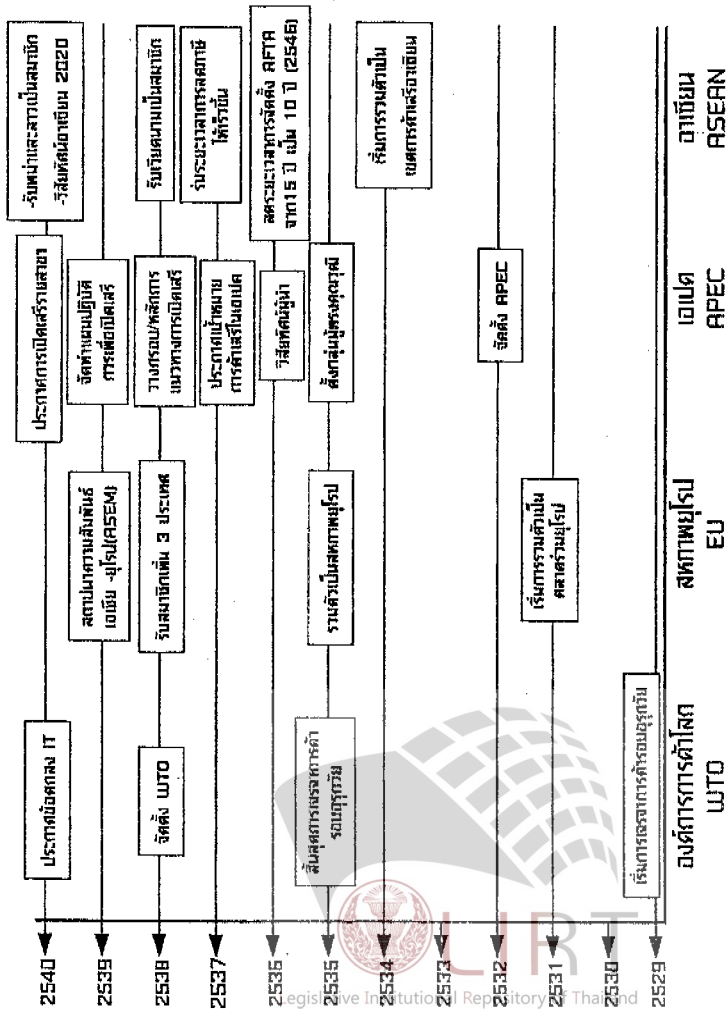 2540
ประกาศข้อตกลง IT
ประกาศการเปิดเสรีรายสาขา
-รับพม่าและลาวเป็นสมาชิก
-วิสัยทัศน์อาเซียน 2020
2539
สถาปนาความสัมพันธ์
เอเชีย -ยุโรป(ASEM)
จัดทำแผนปฏิบัติ
การเพื่อเปิดเสรี
2538
จัดตั้ง WTO
รับสมาชิกเพิ่ม 3 ประเทศ
วางกรอบ/หลักการ
แนวทางการเปิดเสรี
รับเวียดนามเป็นสมาชิก
2537
ประกาศเป้าหมาย
การค้าเสรีในเอเปค
ร่นระยะเวลาการลดภาษี
ให้เร็วขึ้น
2536
วิสัยทัศน์ผู้นำ
ลดระยะเวลาการจัดตั้ง AFTA
จาก15 ปี เป็น 10 ปี (2546)
2535
สิ้นสุดการเจรจาการค้า
รอบอุรุกวัย
รวมตัวเป็นสหภาพยุโรป
ตั้งกลุ่มผู้ทรงคุณวุฒิ
2534
เริ่มการรวมตัวเป็น
เขตการค้าเสรีอาเซียน
2533
2532
จัดตั้ง APEC
2531
เริ่มการรวมตัวเป็น
ตลาดร่วมยุโรป
2530
2529
เริ่มการเจรจาการค้ารอบอุรุกวัย
องค์การการค้าโลก
WTO
สหภาพยุโรป
EU
เอเปค
APEC
อาเซียน
ASEAN
LIRT
Legislative Institutional Repository of Thailand